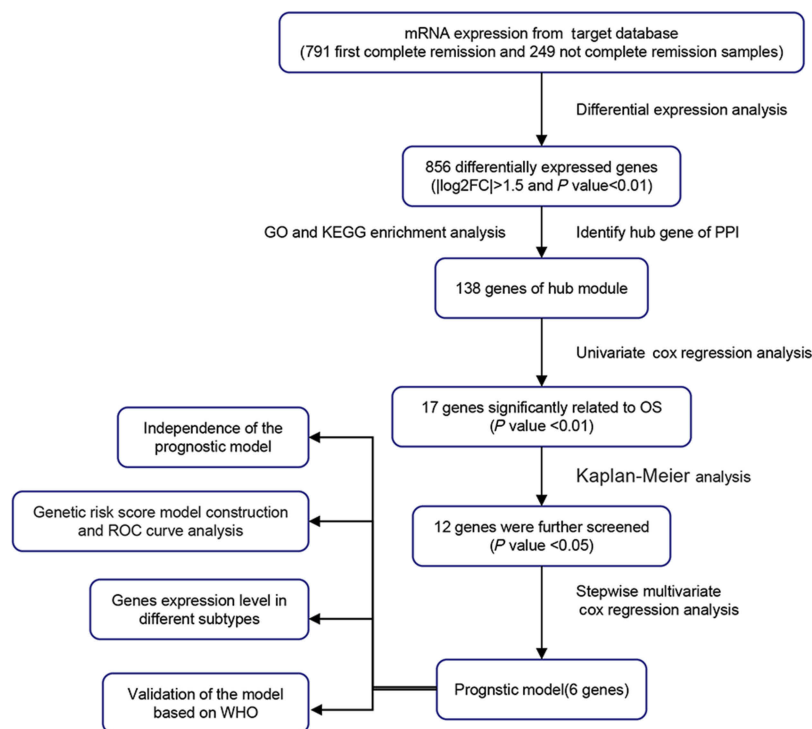 mRNA expression from target database
(791 first complete remission and 249 not complete remission samples)
Differential expression analysis
856 differentially expressed genes
(|log2FC|>1.5 and P value<0.01)
GO and KEGG enrichment analysis
Identify hub gene of PPI
138 genes of hub module
Univariate cox regression analysis
17 genes significantly related to OS
(P value <0.01)
Kaplan-Meier analysis
12 genes were further screened
(P value <0.05)
Stepwise multivariate
cox regression analysis
Prognstic model(6 genes)
Independence of the
prognostic model
Genetic risk score model construction
and ROC curve analysis
Genes expression level in
different subtypes
Validation of the model
based on WHO